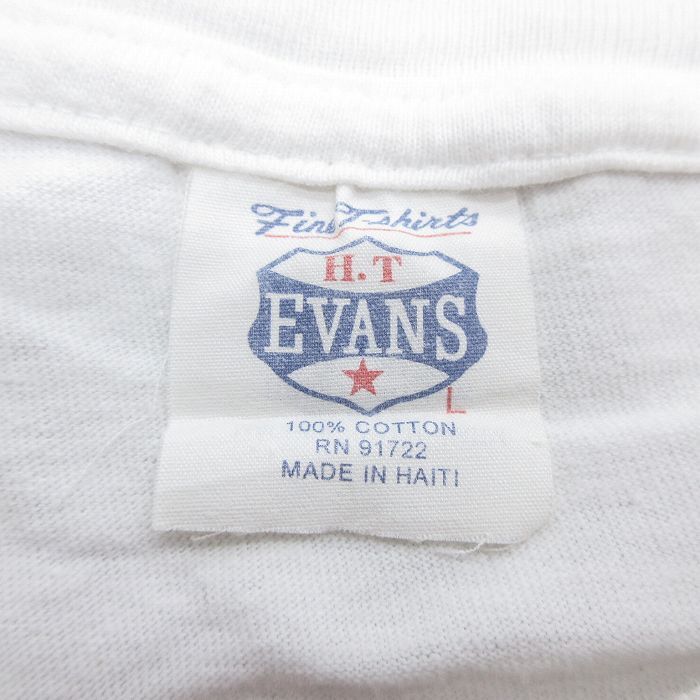 Fine T-shirts
H.T
EVANS
L
100% COTTON
RN 91722
MADE IN HAITI